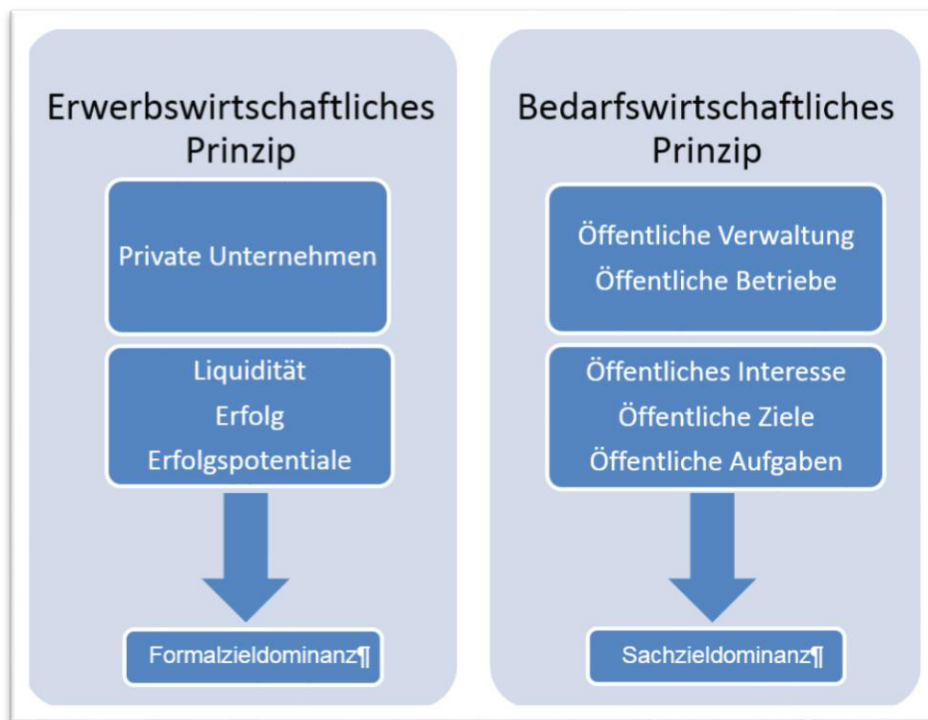 Erwerbswirtschaftliches
Prinzip
Private Unternehmen
Liquidität
Erfolg
Erfolgspotentiale
Formalzieldominanz¶
Bedarfswirtschaftliches
Prinzip
Öffentliche Verwaltung
Öffentliche Betriebe
Öffentliches Interesse
Öffentliche Ziele
Öffentliche Aufgaben
Sachzieldominanz¶